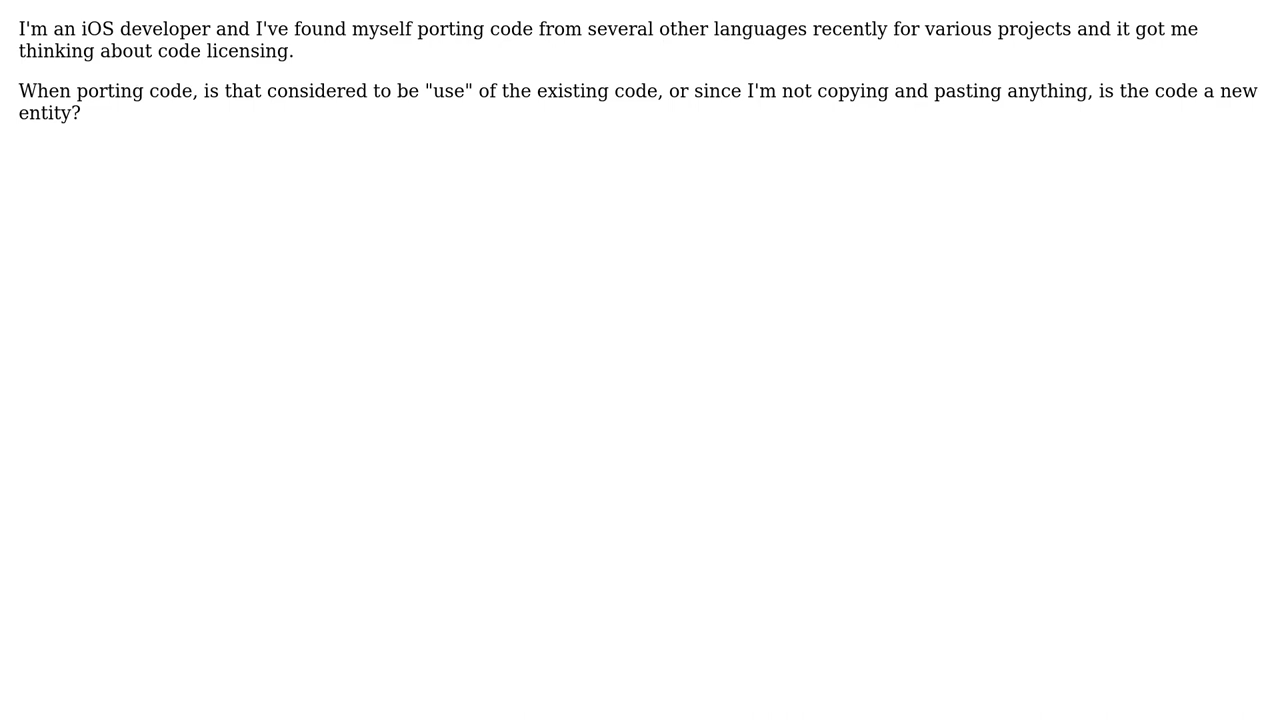 I'm an iOS developer and I've found myself porting code from several other languages recently for various projects and it got me
thinking about code licensing.
When porting code, is that considered to be "use" of the existing code, or since I'm not copying and pasting anything, is the code a new
entity?